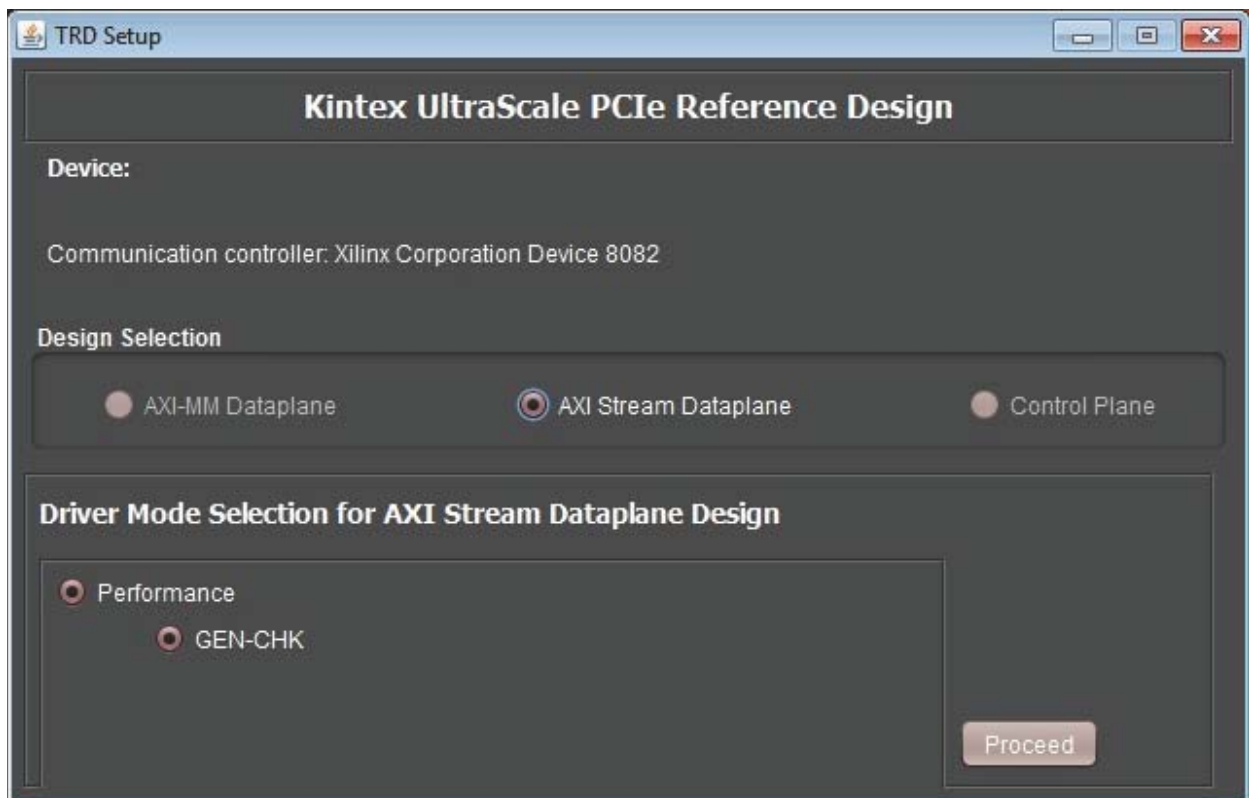 TRD Setup
Kintex UltraScale PCIe Reference Design
Device:
Communication controller: Xilinx Corporation Device 8082
Design Selection
AXI-MM Dataplane AXI Stream Dataplane Control Plane
Driver Mode Selection for AXI Stream Dataplane Design
Performance
GEN-CHK
Proceed